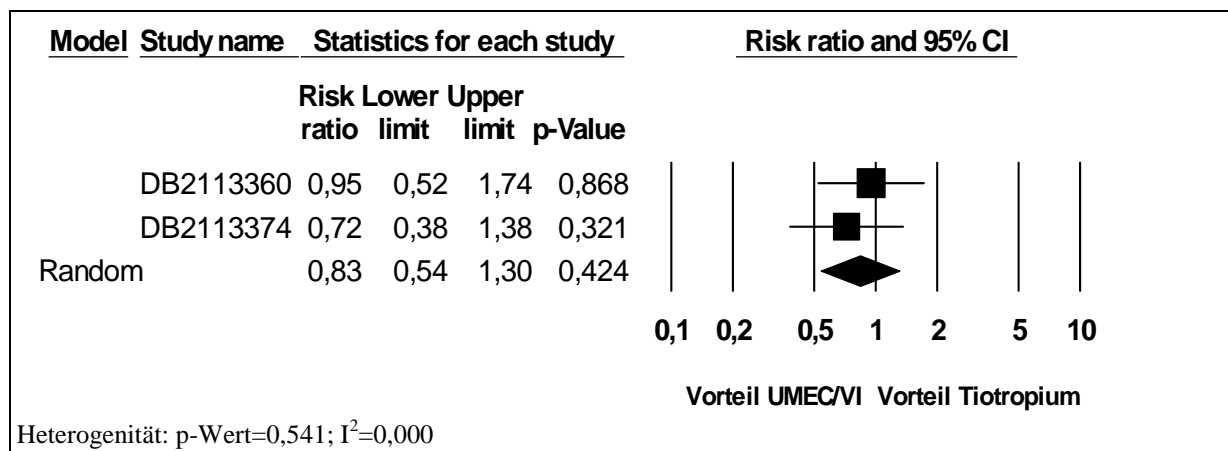 Model Study name Statistics for each study Risk ratio and 95% CI
Risk Lower Upper
ratio limit limit p-Value
DB2113360 0,95 0,52 1,74 0,868
DB2113374 0,72 0,38 1,38 0,321
Random 0,83 0,54 1,30 0,424
0,1 0,2 0,5 1 2 5 10
Vorteil UMEC/VI Vorteil Tiotropium
Heterogenität: p-Wert=0,541; I²=0,000